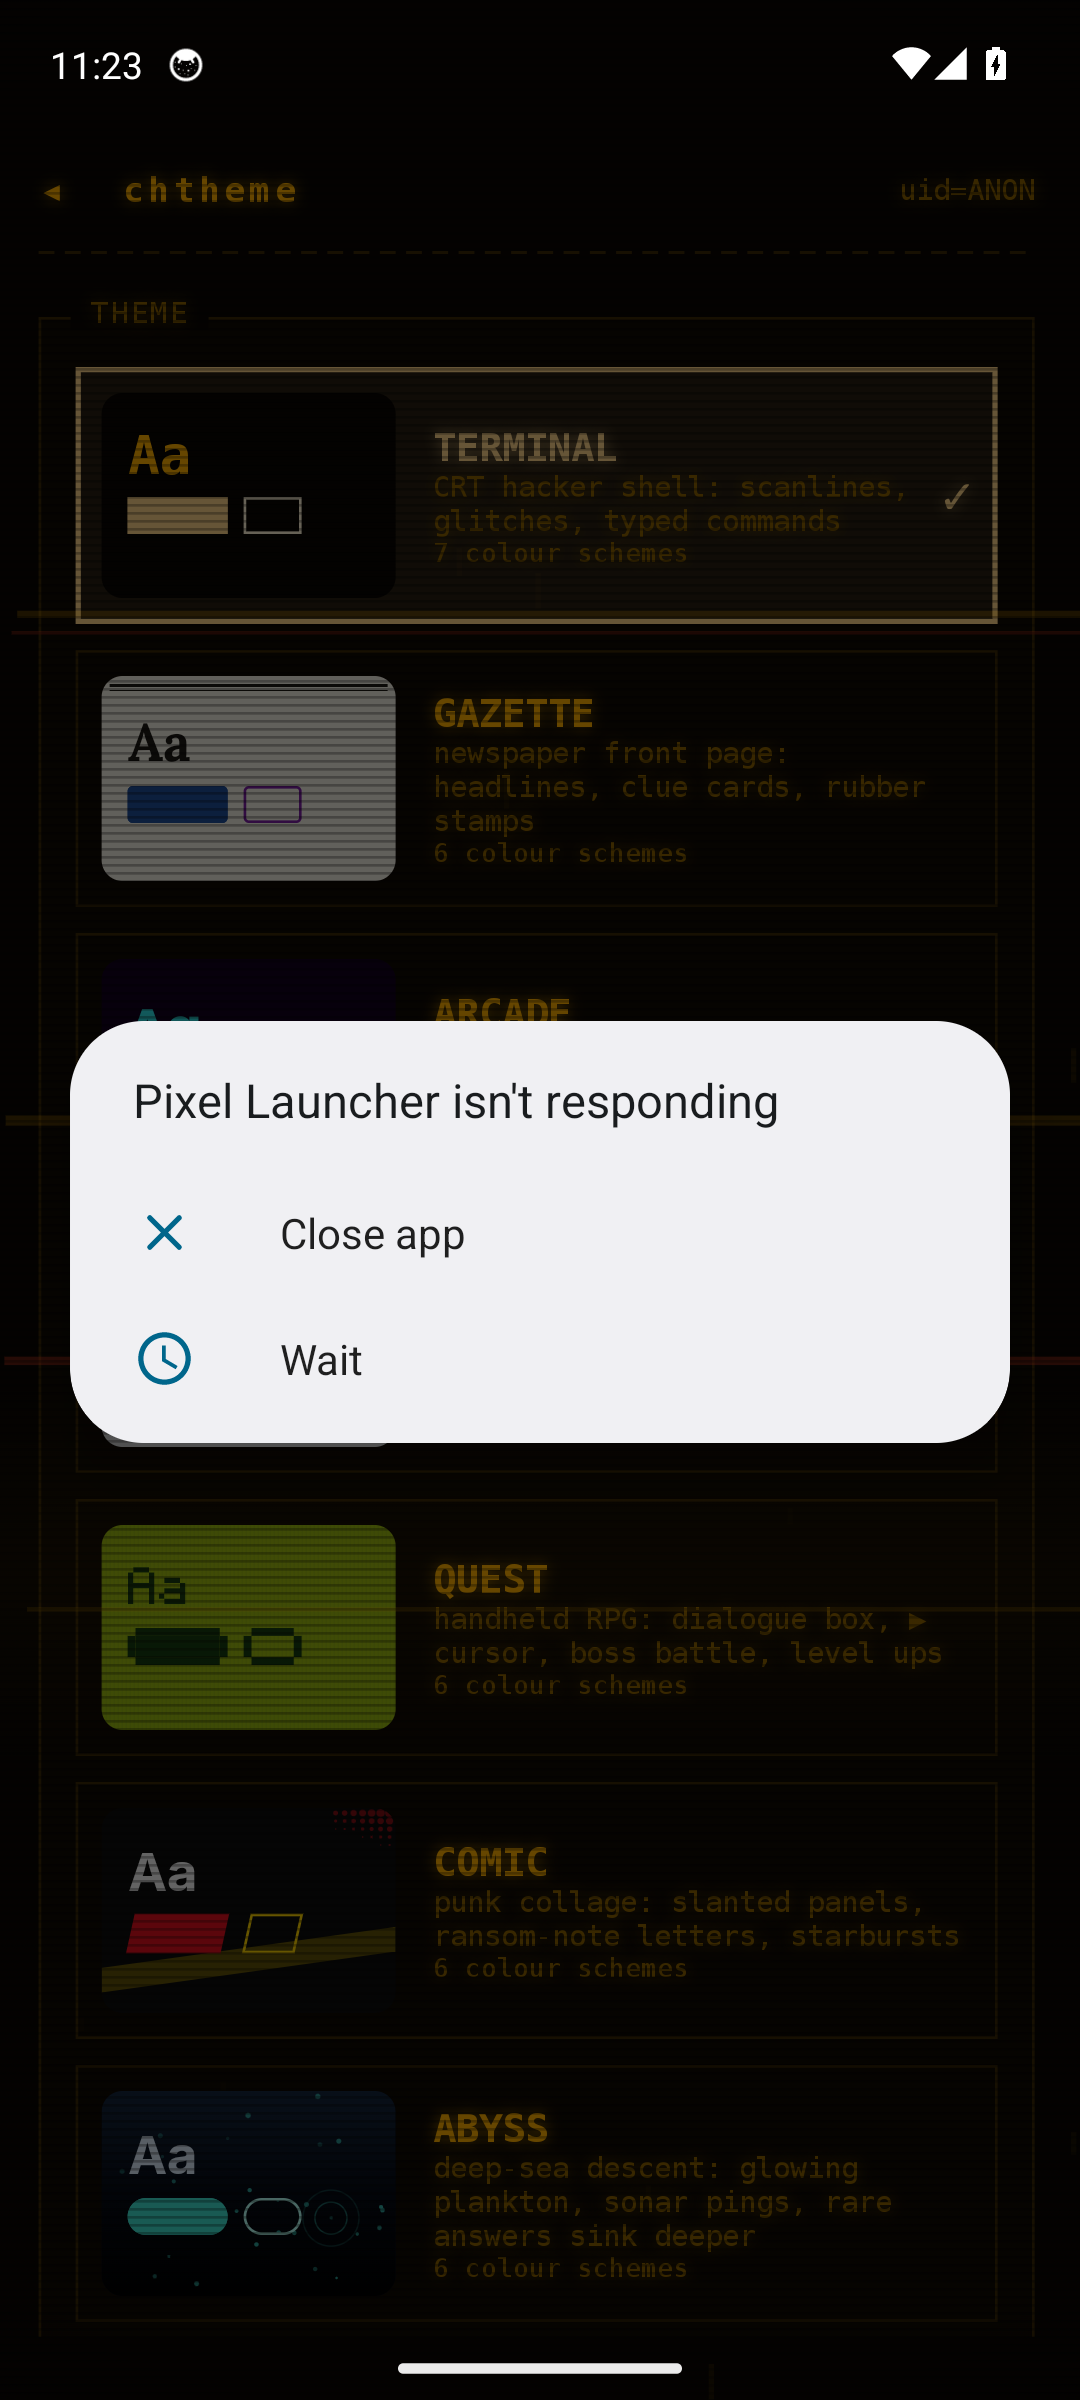 11:23
◂ chtheme
uid=ANON
THEME
Aa
TERMINAL
CRT hacker shell: scanlines,
glitches, typed commands
7 colour schemes
✓
Aa
GAZETTE
newspaper front page:
headlines, clue cards, rubber
stamps
6 colour schemes
Aa
ARCADE
Pixel Launcher isn't responding
Close app
Wait
Aa
QUEST
handheld RPG: dialogue box, ▶
cursor, boss battle, level ups
6 colour schemes
Aa
COMIC
punk collage: slanted panels,
ransom-note letters, starbursts
6 colour schemes
Aa
ABYSS
deep-sea descent: glowing
plankton, sonar pings, rare
answers sink deeper
6 colour schemes